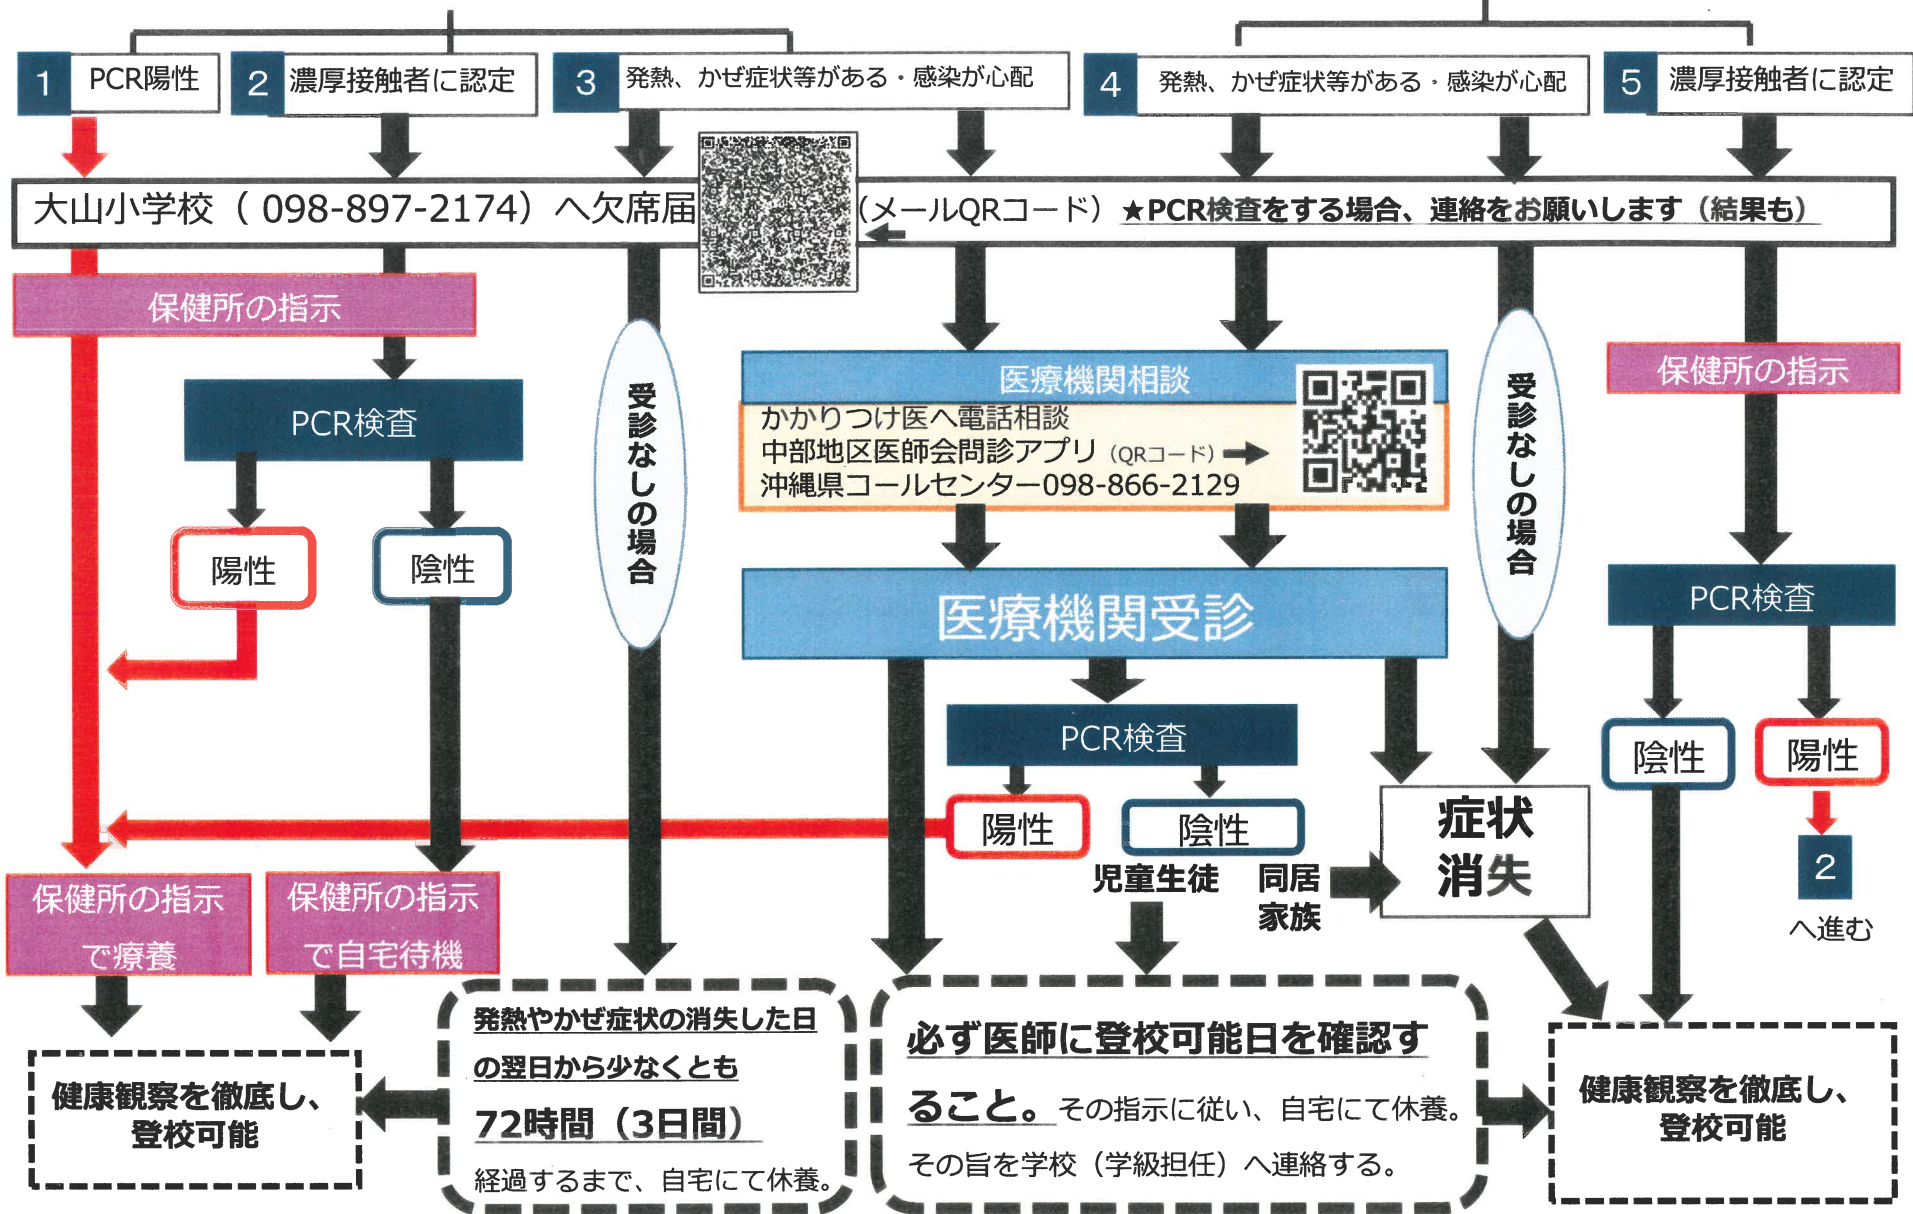 1 PCR陽性
2 濃厚接触者に認定
3 発熱、かぜ症状等がある・感染が心配
4 発熱、かぜ症状等がある・感染が心配
5 濃厚接触者に認定
大山小学校（ 098-897-2174）へ欠席届
（メールQRコード）
★PCR検査をする場合、連絡をお願いします（結果も）
保健所の指示
PCR検査
陽性
陰性
受診なしの場合
医療機関相談
かかりつけ医へ電話相談
中部地区医師会問診アプリ（QRコード）
沖縄県コールセンター098-866-2129
医療機関受診
PCR検査
陽性
陰性
児童生徒
同居
家族
受診なしの場合
症状
消失
保健所の指示
PCR検査
陰性
陽性
2
へ進む
保健所の指示
で療養
保健所の指示
で自宅待機
健康観察を徹底し、
登校可能
発熱やかぜ症状の消失した日
の翌日から少なくとも
72時間（3日間）
経過するまで、自宅にて休養。
必ず医師に登校可能日を確認す
ること。その指示に従い、自宅にて休養。
その旨を学校（学級担任）へ連絡する。
健康観察を徹底し、
登校可能